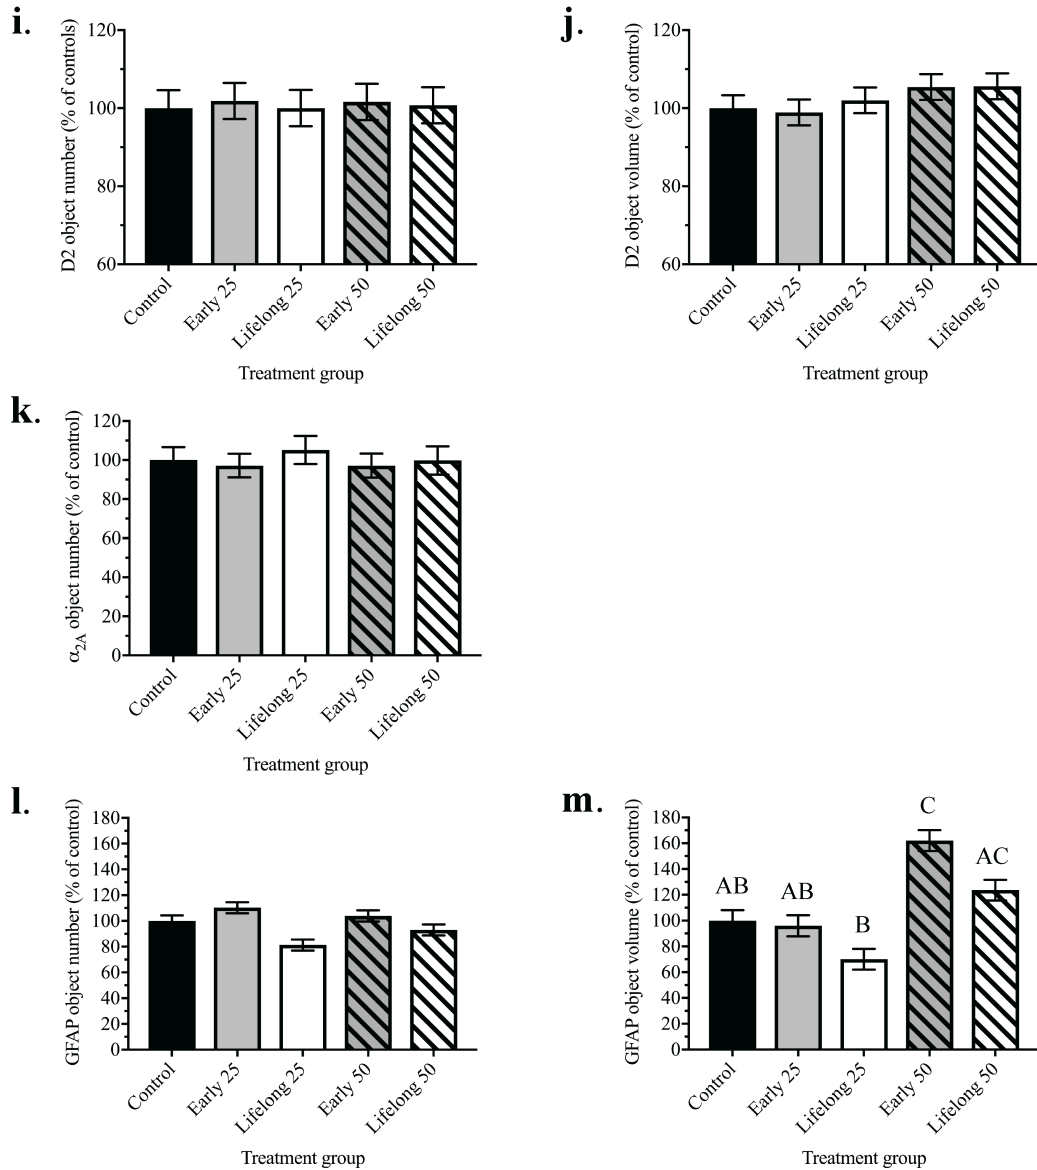 i.
D2 object number (% of controls)
120
100
80
60
Control
Early 25
Lifelong 25
Early 50
Lifelong 50
Treatment group
j.
D2 object volume (% of control)
120
100
80
60
Control
Early 25
Lifelong 25
Early 50
Lifelong 50
Treatment group
k.
α2A object number (% of control)
120
100
80
60
40
20
0
Control
Early 25
Lifelong 25
Early 50
Lifelong 50
Treatment group
l.
GFAP object number (% of control)
180
160
140
120
100
80
60
40
20
0
Control
Early 25
Lifelong 25
Early 50
Lifelong 50
Treatment group
m.
GFAP object volume (% of control)
180
160
140
120
100
80
60
40
20
0
AB
AB
B
C
AC
Control
Early 25
Lifelong 25
Early 50
Lifelong 50
Treatment group